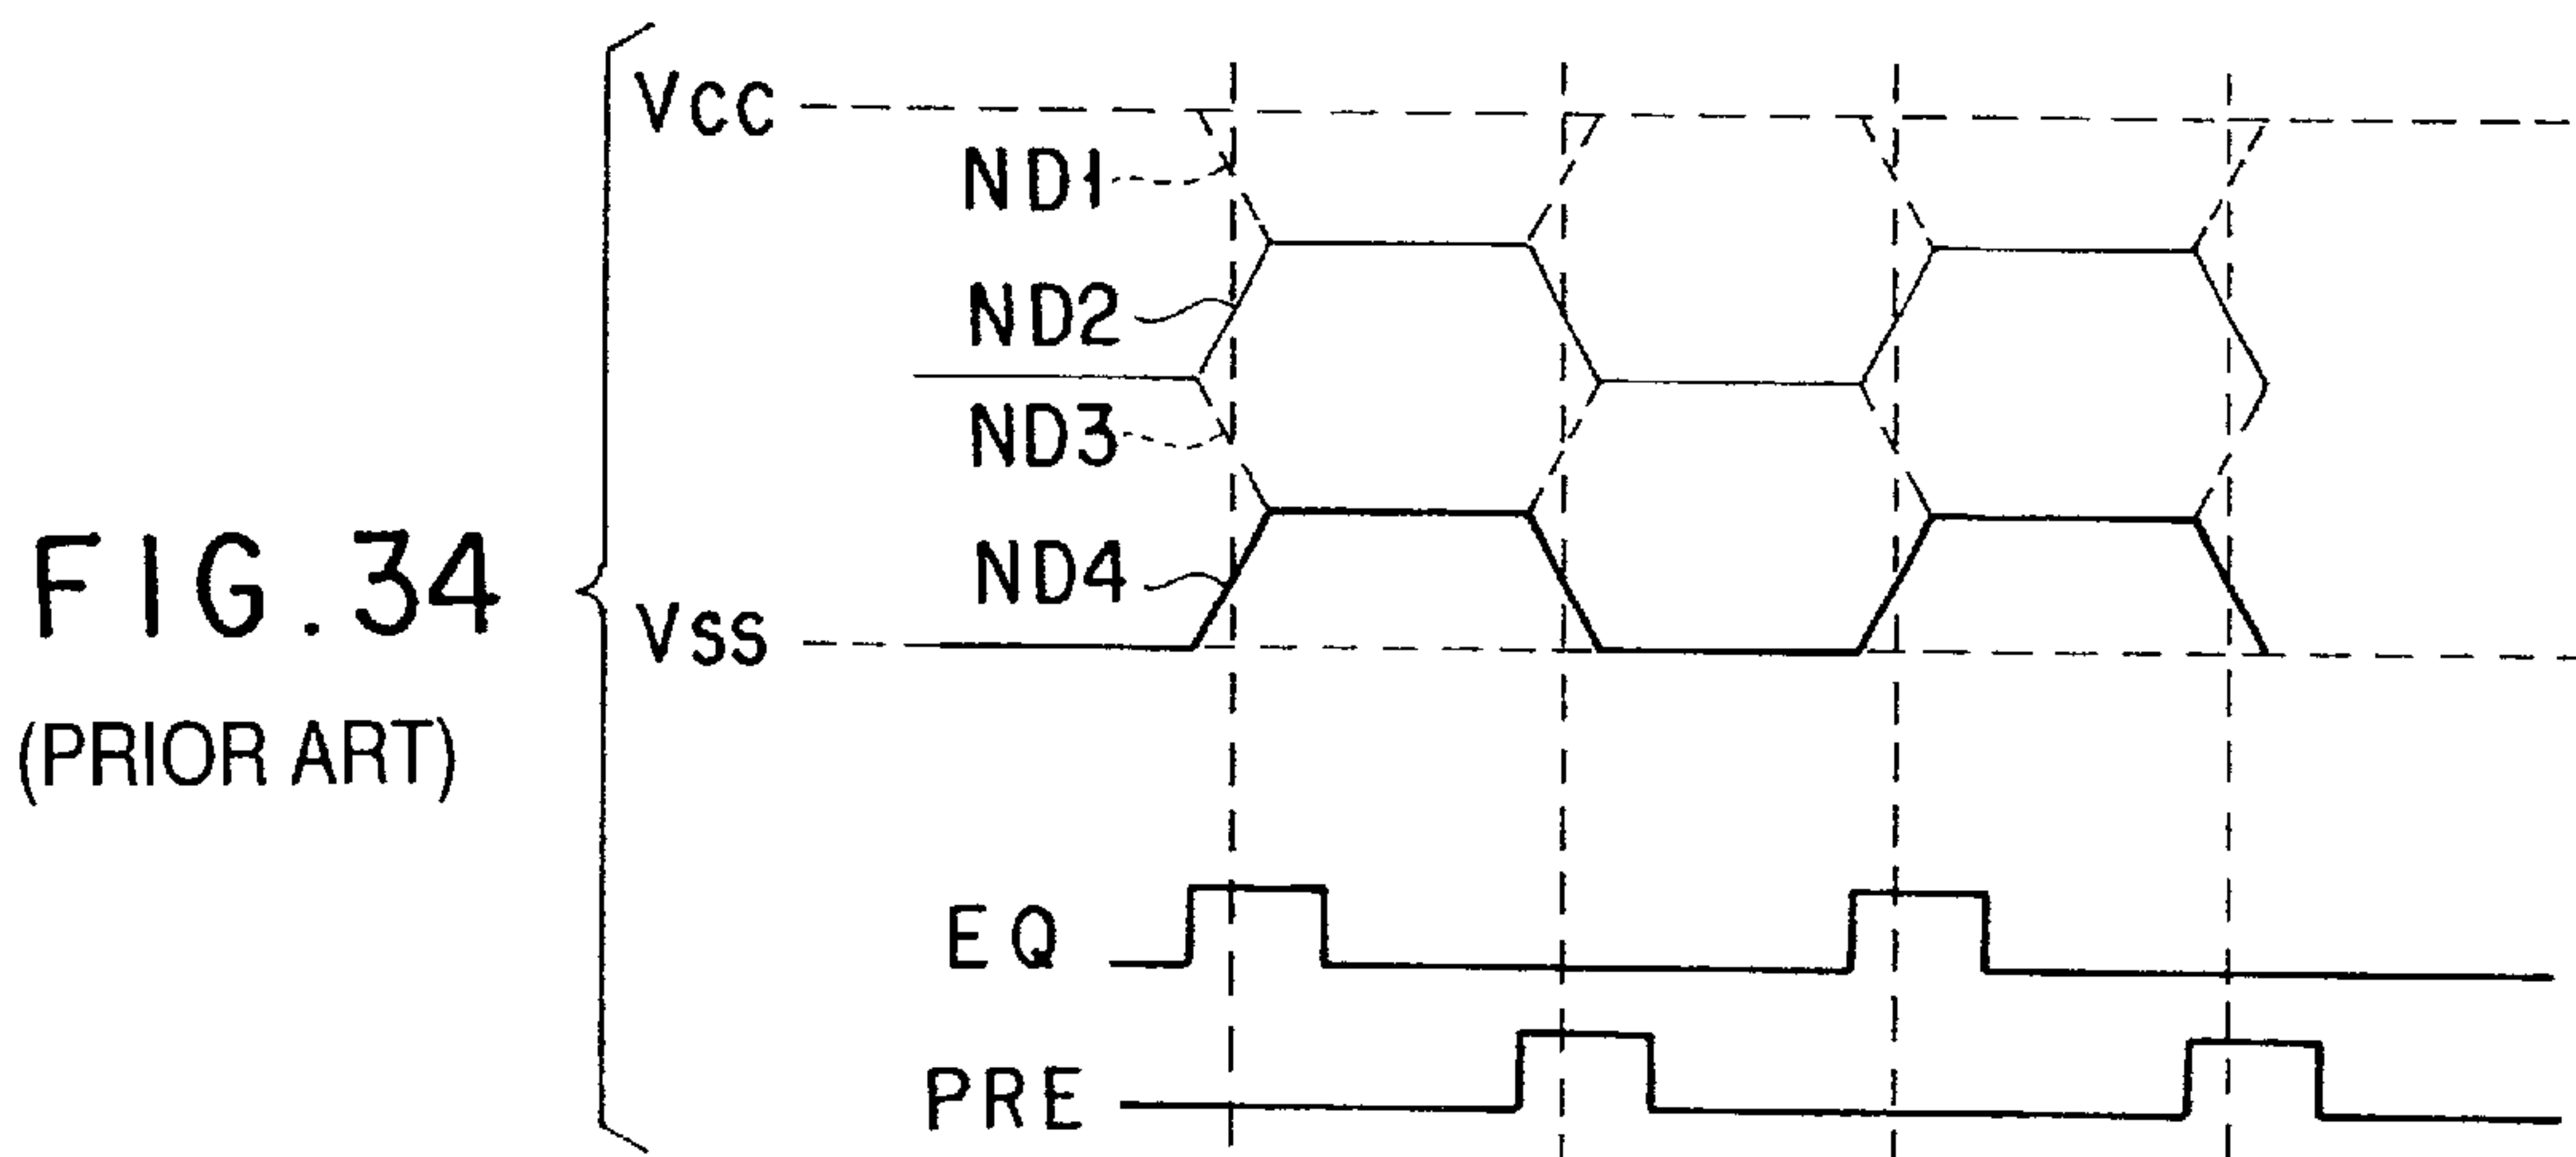 FIG.34
(PRIOR ART)
VCC
ND1
ND2
ND3
ND4
VSS
EQ
PRE